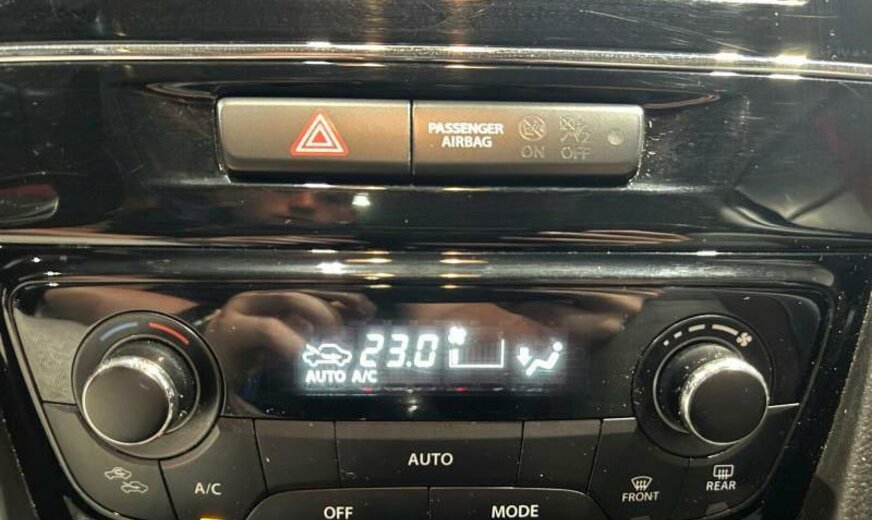 PASSENGER
AIRBAG
ON OFF
23.0
AUTO A/C
AUTO
A/C
FRONT
REAR
OFF
MODE